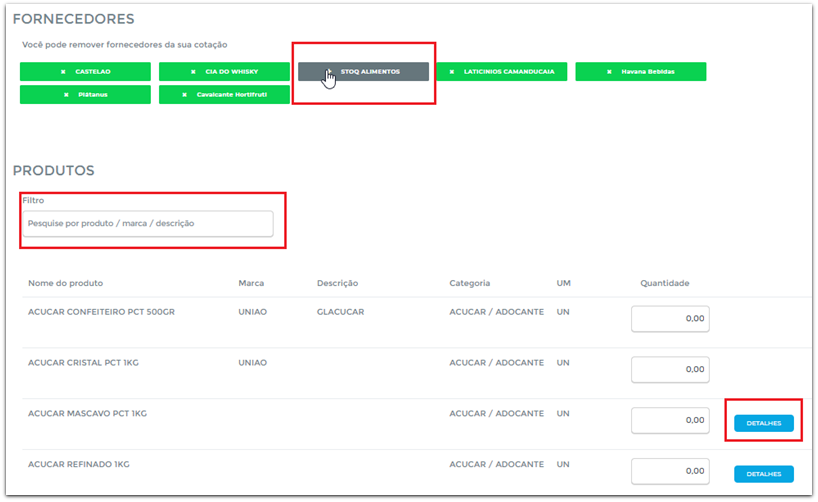 FORNECEDORES
Você pode remover fornecedores da sua cotação
✖ CASTELAO ✖ CIA DO WHISKY STOQ ALIMENTOS ✖ LATICINIOS CAMANDUCAIA ✖ Havana Bebidas
✖ Plátanus ✖ Cavalcante Hortifruti
PRODUTOS
Filtro
Pesquise por produto / marca / descrição
Nome do produto Marca Descrição Categoria UM Quantidade
ACUCAR CONFEITEIRO PCT 500GR UNIAO GLACUCAR ACUCAR / ADOCANTE UN 0,00
ACUCAR CRISTAL PCT 1KG UNIAO ACUCAR / ADOCANTE UN 0,00
ACUCAR MASCAVO PCT 1KG ACUCAR / ADOCANTE UN 0,00 DETALHES
ACUCAR REFINADO 1KG ACUCAR / ADOCANTE UN 0,00 DETALHES